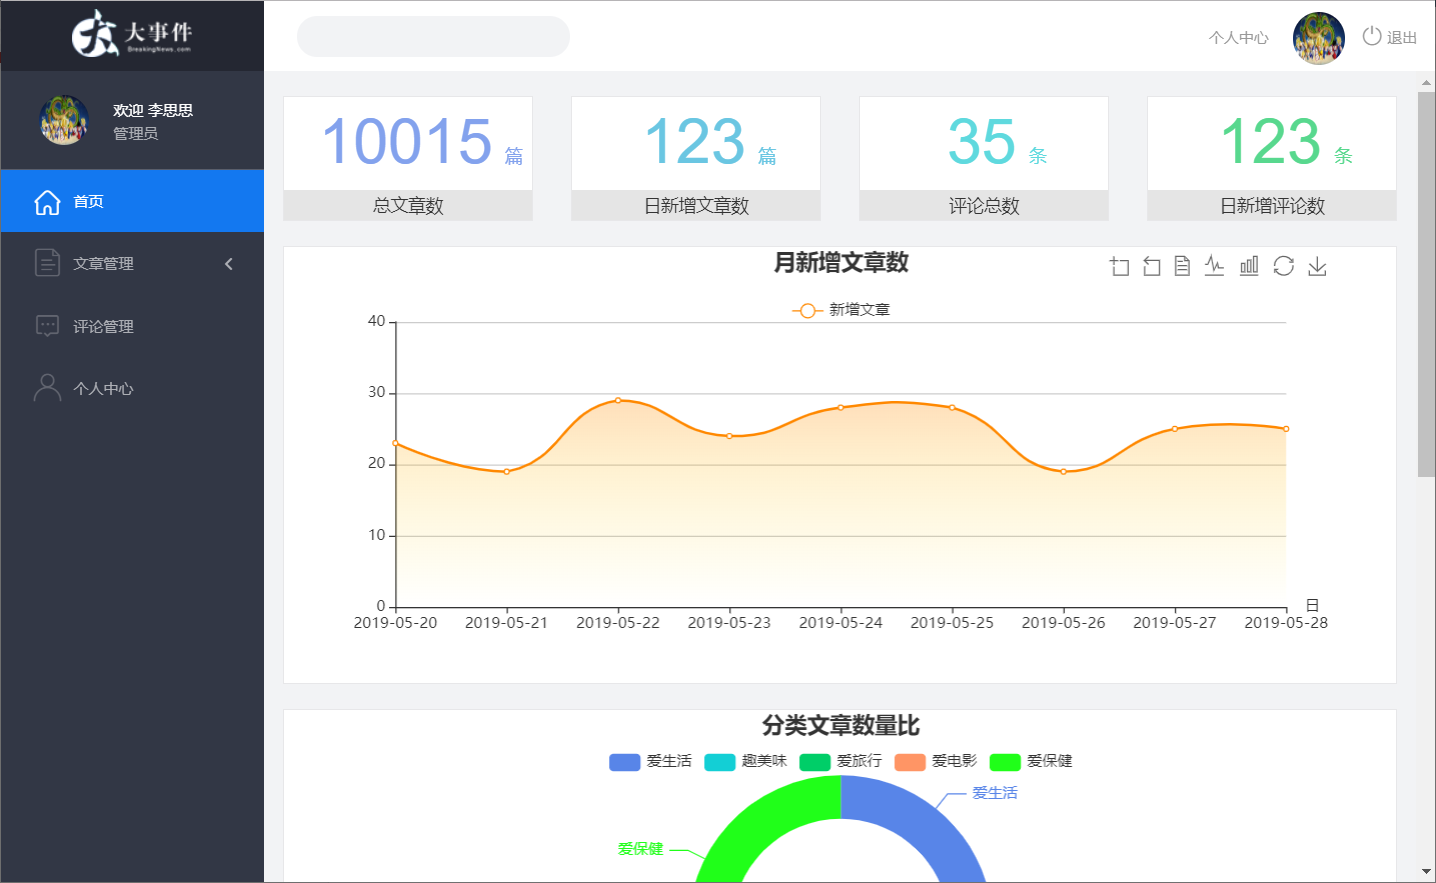 大事件
BreakingNews.com
个人中心
退出
欢迎 李思思
管理员
首页
文章管理
评论管理
个人中心
10015 篇
总文章数
123 篇
日新增文章数
35 条
评论总数
123 条
日新增评论数
月新增文章数
新增文章
40
30
20
10
0
日
2019-05-20 2019-05-21 2019-05-22 2019-05-23 2019-05-24 2019-05-25 2019-05-26 2019-05-27 2019-05-28
分类文章数量比
爱生活 趣美味 爱旅行 爱电影 爱保健
爱生活
爱保健